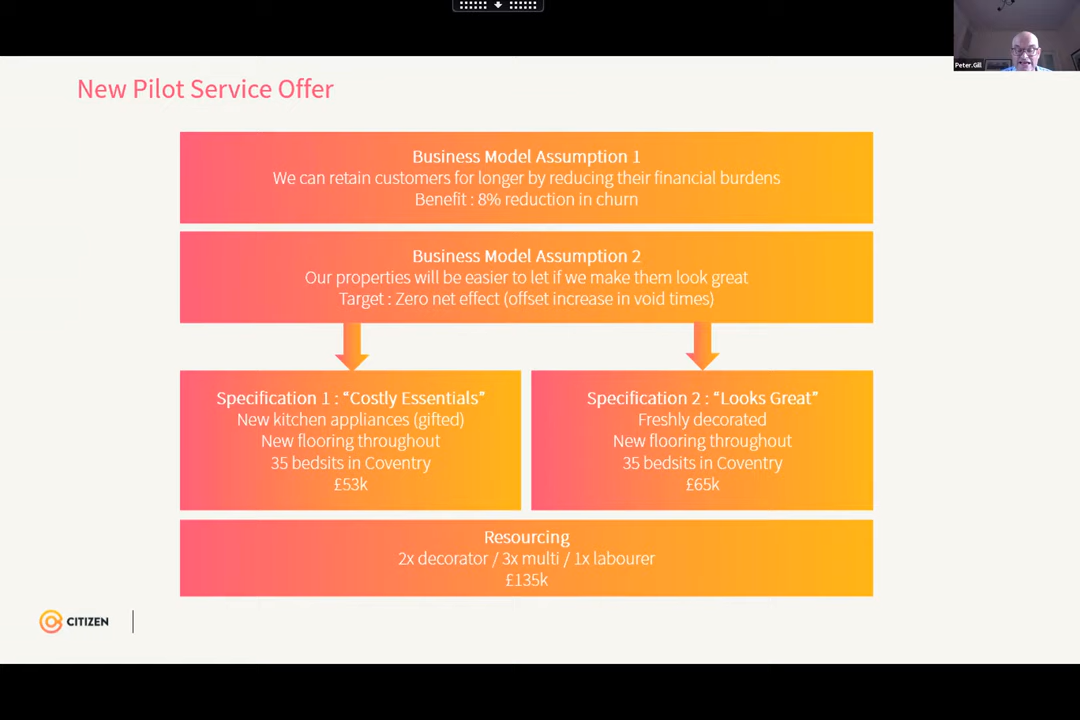 Peter.Gill
New Pilot Service Offer
Business Model Assumption 1
We can retain customers for longer by reducing their financial burdens
Benefit : 8% reduction in churn
Business Model Assumption 2
Our properties will be easier to let if we make them look great
Target : Zero net effect (offset increase in void times)
Specification 1 : “Costly Essentials”
New kitchen appliances (gifted)
New flooring throughout
35 bedsits in Coventry
£53k
Specification 2 : “Looks Great”
Freshly decorated
New flooring throughout
35 bedsits in Coventry
£65k
Resourcing
2x decorator / 3x multi / 1x labourer
£135k
CITIZEN